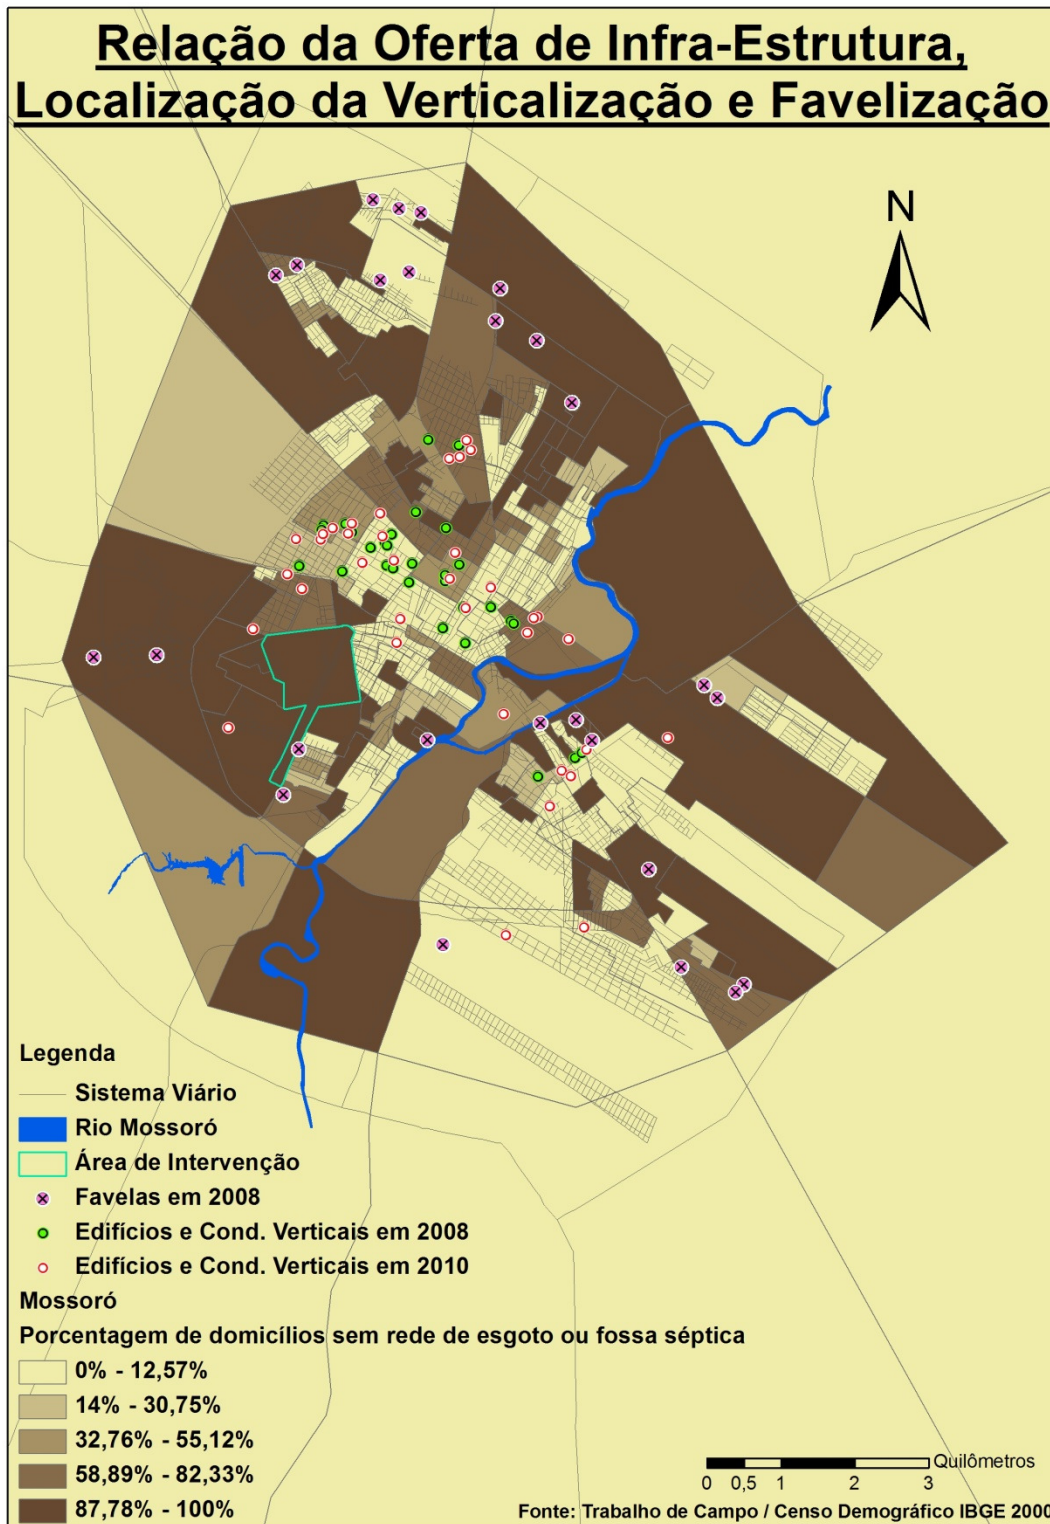 Relação da Oferta de Infra-Estrutura,
Localização da Verticalização e Favelização
N
Legenda
Sistema Viário
Rio Mossoró
Área de Intervenção
Favelas em 2008
Edifícios e Cond. Verticais em 2008
Edifícios e Cond. Verticais em 2010
Mossoró
Porcentagem de domicílios sem rede de esgoto ou fossa séptica
0% - 12,57%
14% - 30,75%
32,76% - 55,12%
58,89% - 82,33%
87,78% - 100%
Quilômetros
0 0,5 1 2 3
Fonte: Trabalho de Campo / Censo Demográfico IBGE 2000